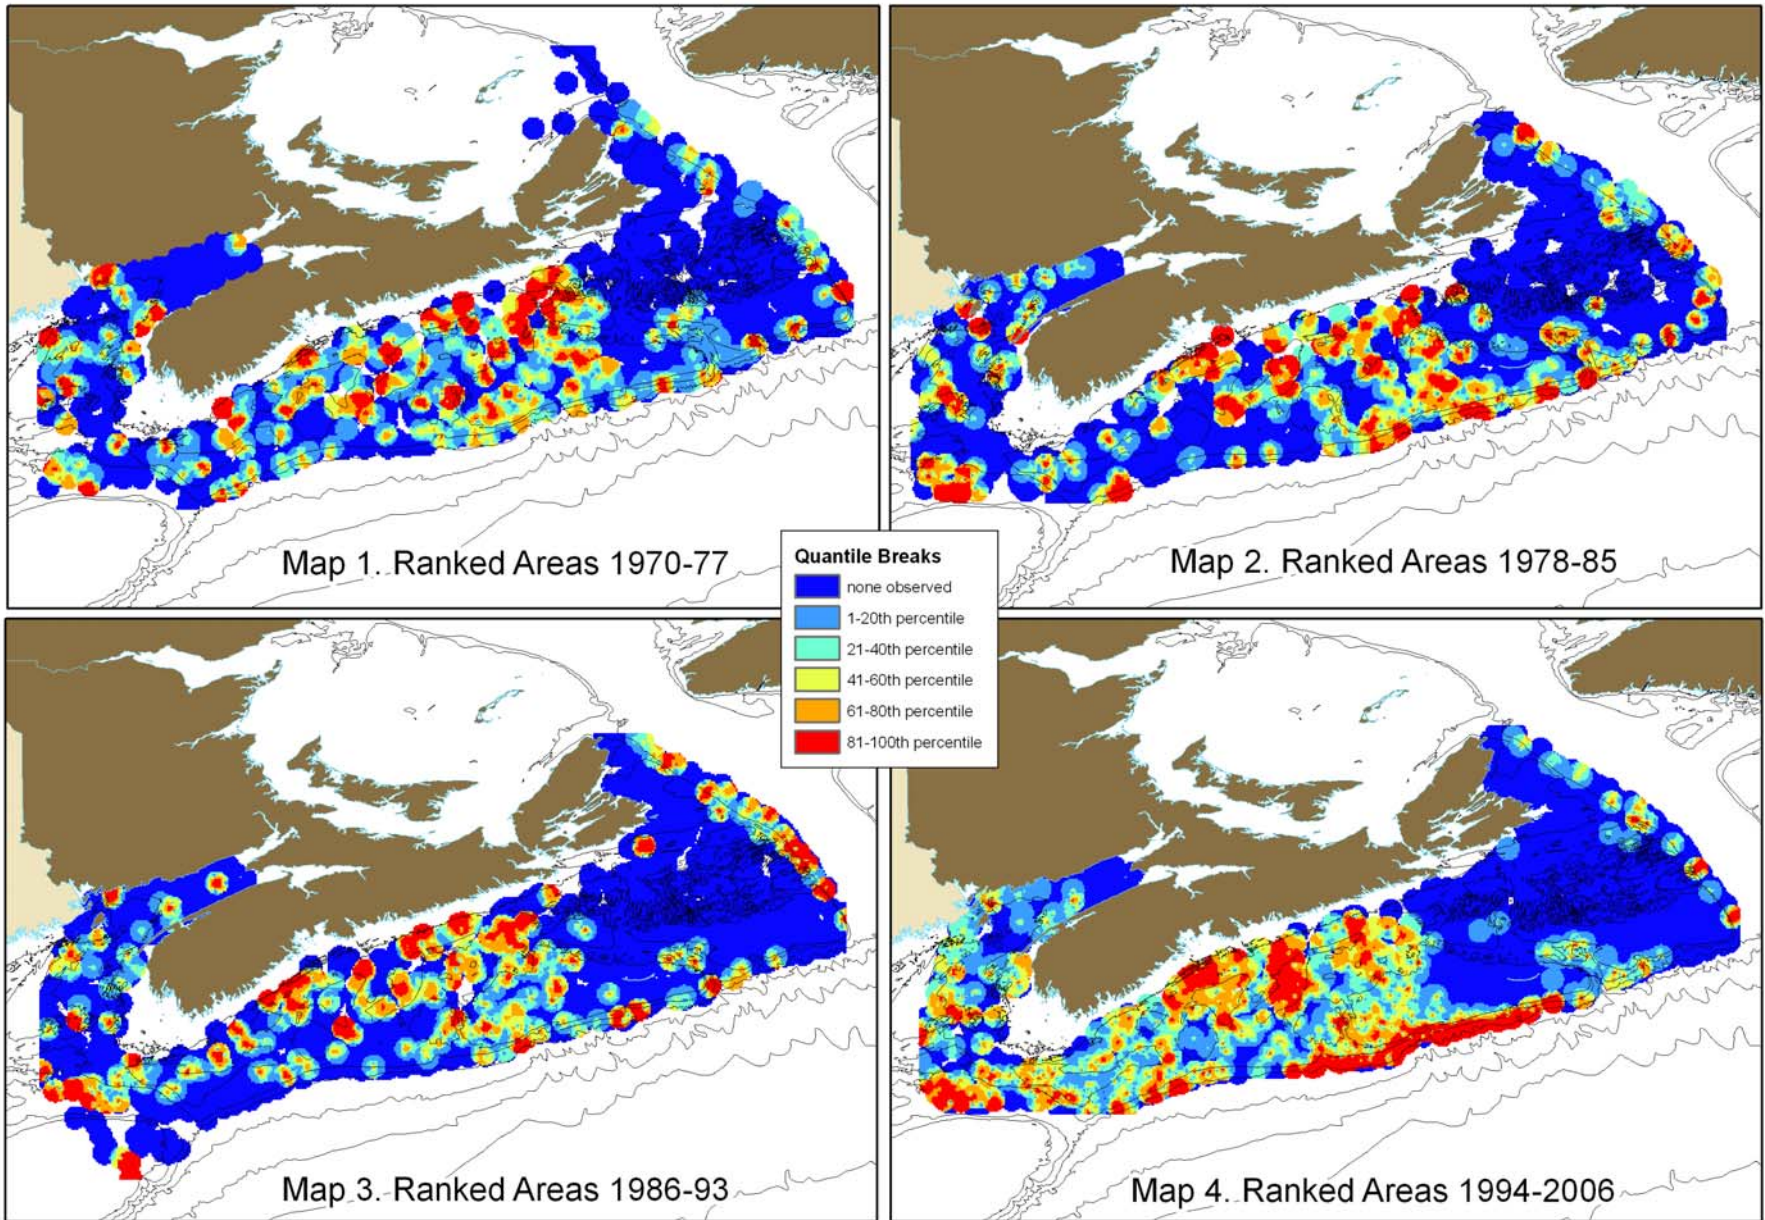 Map 1. Ranked Areas 1970-77
Map 2. Ranked Areas 1978-85
Quantile Breaks
none observed
1-20th percentile
21-40th percentile
41-60th percentile
61-80th percentile
81-100th percentile
Map 3. Ranked Areas 1986-93
Map 4. Ranked Areas 1994-2006